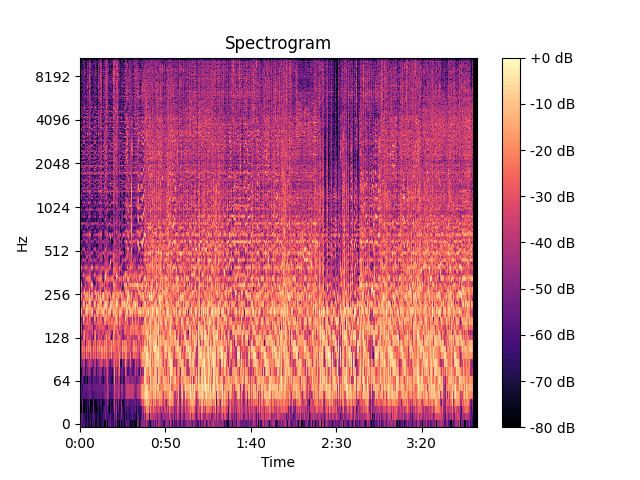 Spectrogram
Hz
8192
4096
2048
1024
512
256
128
64
0
0:00 0:50 1:40 2:30 3:20
Time
+0 dB
-10 dB
-20 dB
-30 dB
-40 dB
-50 dB
-60 dB
-70 dB
-80 dB